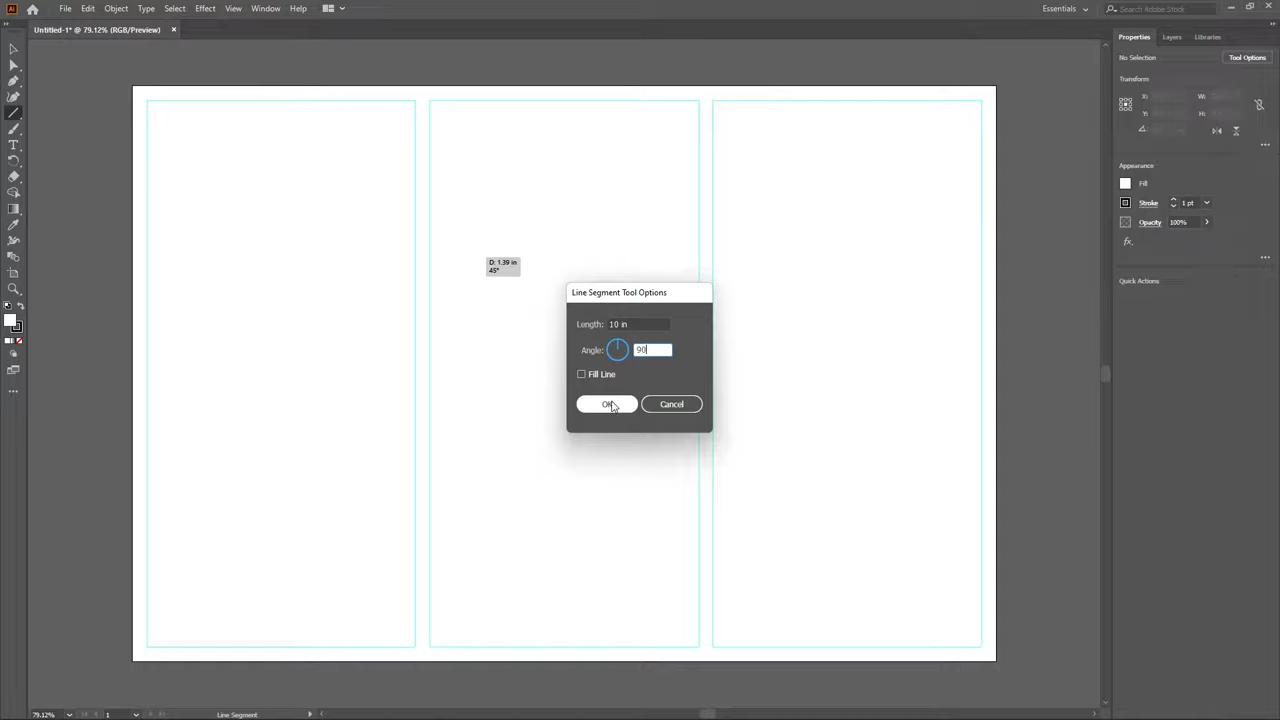 File Edit Object Type Select Effect View Window Help
Essentials
Search Adobe Stock
Untitled-1* @ 79.12% (RGB/Preview) ×
Properties Layers Libraries
No Selection
Tool Options
Transform
X: W:
Y: H:
Appearance
Fill
Stroke 1 pt
Opacity 100%
fx.
Quick Actions
D: 1.39 in
45°
Line Segment Tool Options
Length: 10 in
Angle: 90
Fill Line
OK Cancel
79.12% 1 Line Segment